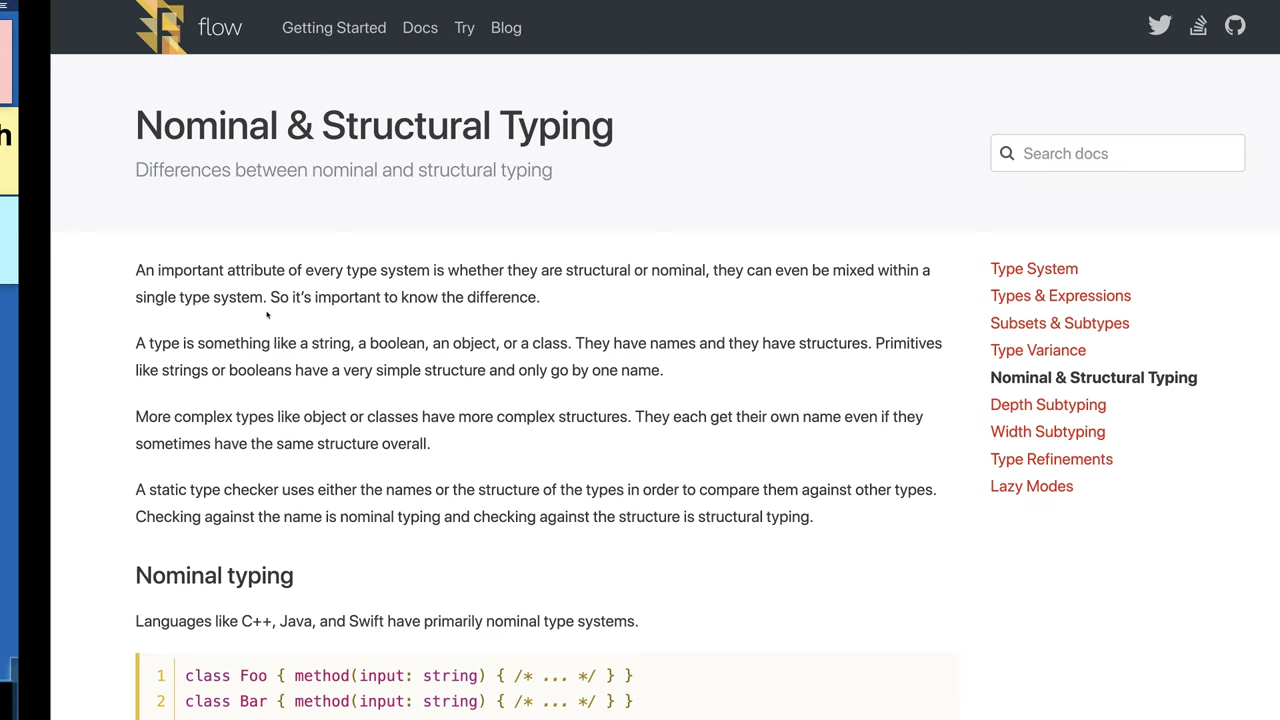 flow Getting Started Docs Try Blog
Nominal & Structural Typing
Differences between nominal and structural typing
Search docs
An important attribute of every type system is whether they are structural or nominal, they can even be mixed within a
single type system. So it's important to know the difference.
A type is something like a string, a boolean, an object, or a class. They have names and they have structures. Primitives
like strings or booleans have a very simple structure and only go by one name.
More complex types like object or classes have more complex structures. They each get their own name even if they
sometimes have the same structure overall.
A static type checker uses either the names or the structure of the types in order to compare them against other types.
Checking against the name is nominal typing and checking against the structure is structural typing.
Nominal typing
Languages like C++, Java, and Swift have primarily nominal type systems.
1 class Foo { method(input: string) { /* ... */ } }
2 class Bar { method(input: string) { /* ... */ } }
Type System
Types & Expressions
Subsets & Subtypes
Type Variance
Nominal & Structural Typing
Depth Subtyping
Width Subtyping
Type Refinements
Lazy Modes
h